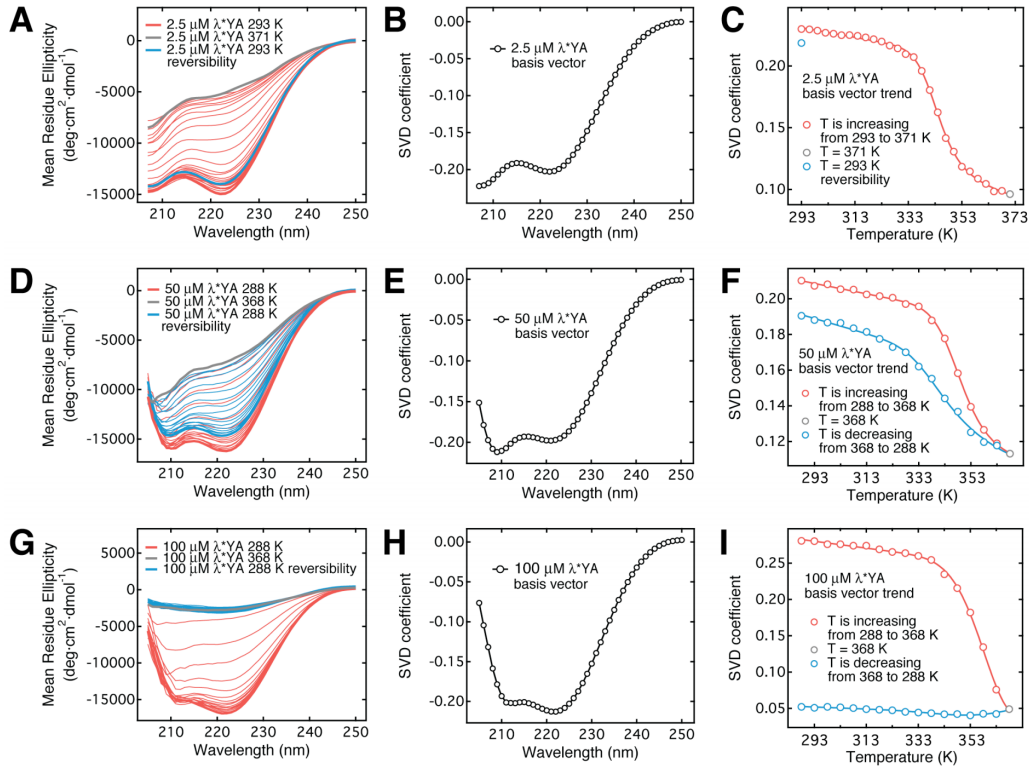 A
Mean Residue Ellipticity
(deg·cm²·dmol⁻¹)
0
-5000
-10000
-15000
2.5 µM λ*YA 293 K
2.5 µM λ*YA 371 K
2.5 µM λ*YA 293 K
reversibility
210 220 230 240 250
Wavelength (nm)
B
SVD coefficient
0.00
-0.05
-0.10
-0.15
-0.20
2.5 µM λ*YA
basis vector
210 220 230 240 250
Wavelength (nm)
C
SVD coefficient
0.20
0.15
0.10
2.5 µM λ*YA
basis vector trend
T is increasing
from 293 to 371 K
T = 371 K
T = 293 K
reversibility
293 313 333 353 373
Temperature (K)
D
Mean Residue Ellipticity
(deg·cm²·dmol⁻¹)
0
-5000
-10000
-15000
50 µM λ*YA 288 K
50 µM λ*YA 368 K
50 µM λ*YA 288 K
reversibility
210 220 230 240 250
Wavelength (nm)
E
SVD coefficient
0.00
-0.05
-0.10
-0.15
-0.20
50 µM λ*YA
basis vector
210 220 230 240 250
Wavelength (nm)
F
SVD coefficient
0.20
0.18
0.16
0.14
0.12
50 µM λ*YA
basis vector trend
T is increasing
from 288 to 368 K
T = 368 K
T is decreasing
from 368 to 288 K
293 313 333 353
Temperature (K)
G
Mean Residue Ellipticity
(deg·cm²·dmol⁻¹)
5000
0
-5000
-10000
-15000
100 µM λ*YA 288 K
100 µM λ*YA 368 K
100 µM λ*YA 288 K reversibility
210 220 230 240 250
Wavelength (nm)
H
SVD coefficient
0.00
-0.05
-0.10
-0.15
-0.20
100 µM λ*YA
basis vector
210 220 230 240 250
Wavelength (nm)
I
SVD coefficient
0.25
0.15
0.05
100 µM λ*YA
basis vector trend
T is increasing
from 288 to 368 K
T = 368 K
T is decreasing
from 368 to 288 K
293 313 333 353
Temperature (K)